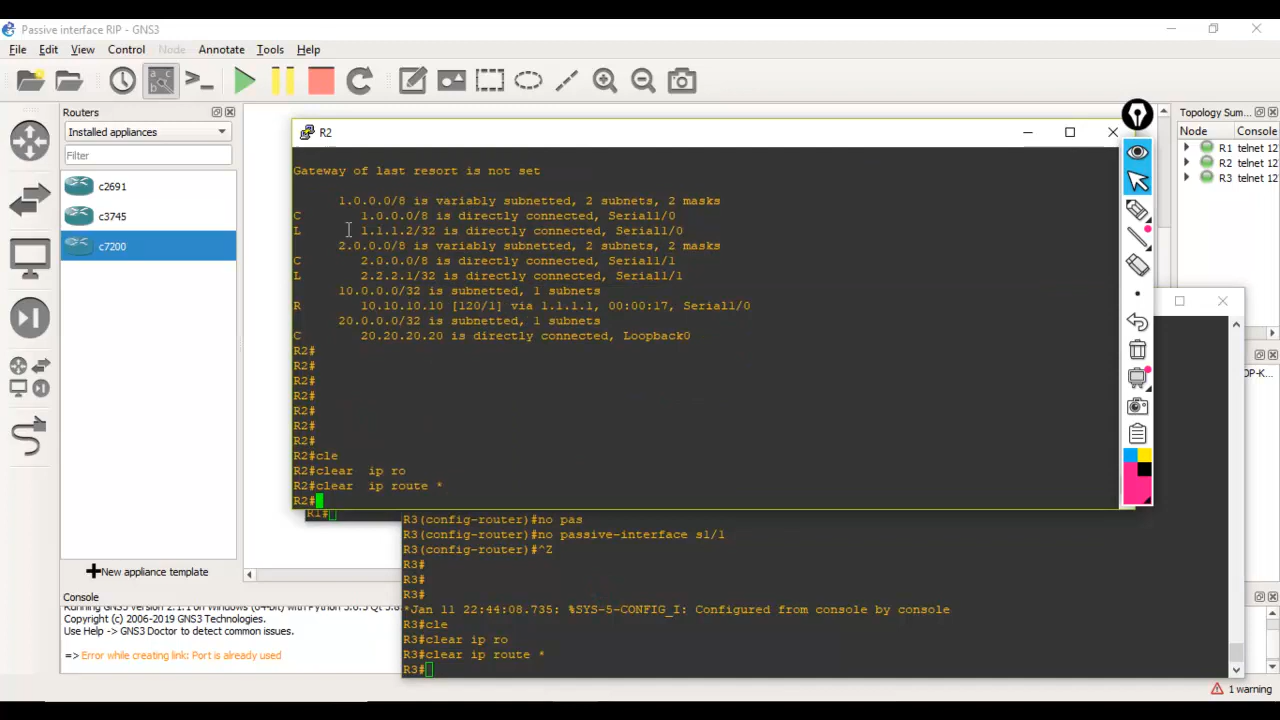 Passive interface RIP - GNS3
File Edit View Control Node Annotate Tools Help
Routers
Installed appliances
Filter
c2691
c3745
c7200
New appliance template
Topology Sum...
Node Console
R1 telnet 12
R2 telnet 12
R3 telnet 12
R2
Gateway of last resort is not set
1.0.0.0/8 is variably subnetted, 2 subnets, 2 masks
C 1.0.0.0/8 is directly connected, Serial1/0
L 1.1.1.2/32 is directly connected, Serial1/0
2.0.0.0/8 is variably subnetted, 2 subnets, 2 masks
C 2.0.0.0/8 is directly connected, Serial1/1
L 2.2.2.1/32 is directly connected, Serial1/1
10.0.0.0/32 is subnetted, 1 subnets
R 10.10.10.10 [120/1] via 1.1.1.1, 00:00:17, Serial1/0
20.0.0.0/32 is subnetted, 1 subnets
C 20.20.20.20 is directly connected, Loopback0
R2#
R2#
R2#
R2#
R2#
R2#
R2#
R2#cle
R2#clear  ip ro
R2#clear  ip route *
R2#
R1#
R3(config-router)#no pas
R3(config-router)#no passive-interface s1/1
R3(config-router)#^Z
R3#
R3#
R3#
*Jan 11 22:44:08.735: %SYS-5-CONFIG_I: Configured from console by console
R3#cle
R3#clear ip ro
R3#clear ip route *
R3#
OP-K...
Console
Copyright (c) 2006-2019 GNS3 Technologies.
Use Help -> GNS3 Doctor to detect common issues.
=> Error while creating link: Port is already used
1 warning